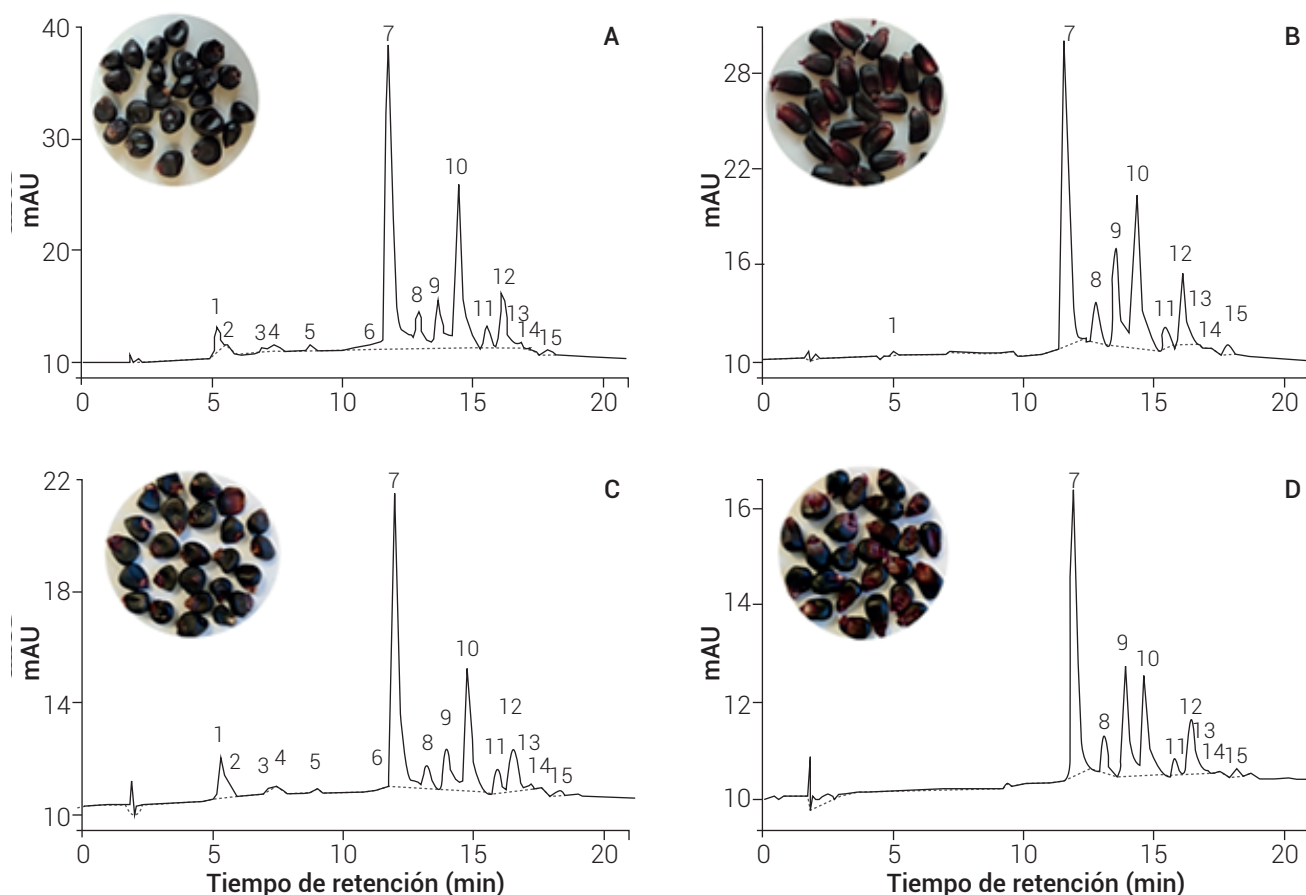 A
40
30
20
10
mAU
0 5 10 15 20
1 2 34 5 6 7 8 9 10 11 12 13 14 15
B
28
22
16
10
mAU
0 5 10 15 20
1 7 8 9 10 11 12 13 14 15
C
22
18
14
10
mAU
0 5 10 15 20
Tiempo de retención (min)
1 2 3 4 5 6 7 8 9 10 11 12 13 14 15
D
16
14
12
10
mAU
0 5 10 15 20
Tiempo de retención (min)
7 8 9 10 11 12 13 14 15